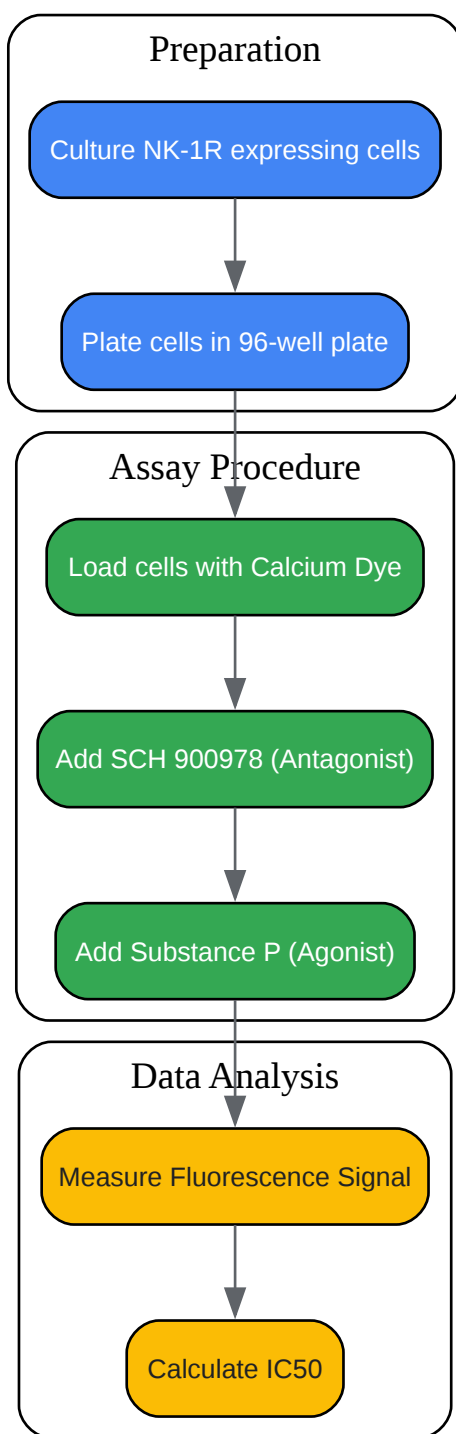 Preparation
Culture NK-1R expressing cells
Plate cells in 96-well plate
Assay Procedure
Load cells with Calcium Dye
Add SCH 900978 (Antagonist)
Add Substance P (Agonist)
Data Analysis
Measure Fluorescence Signal
Calculate IC50